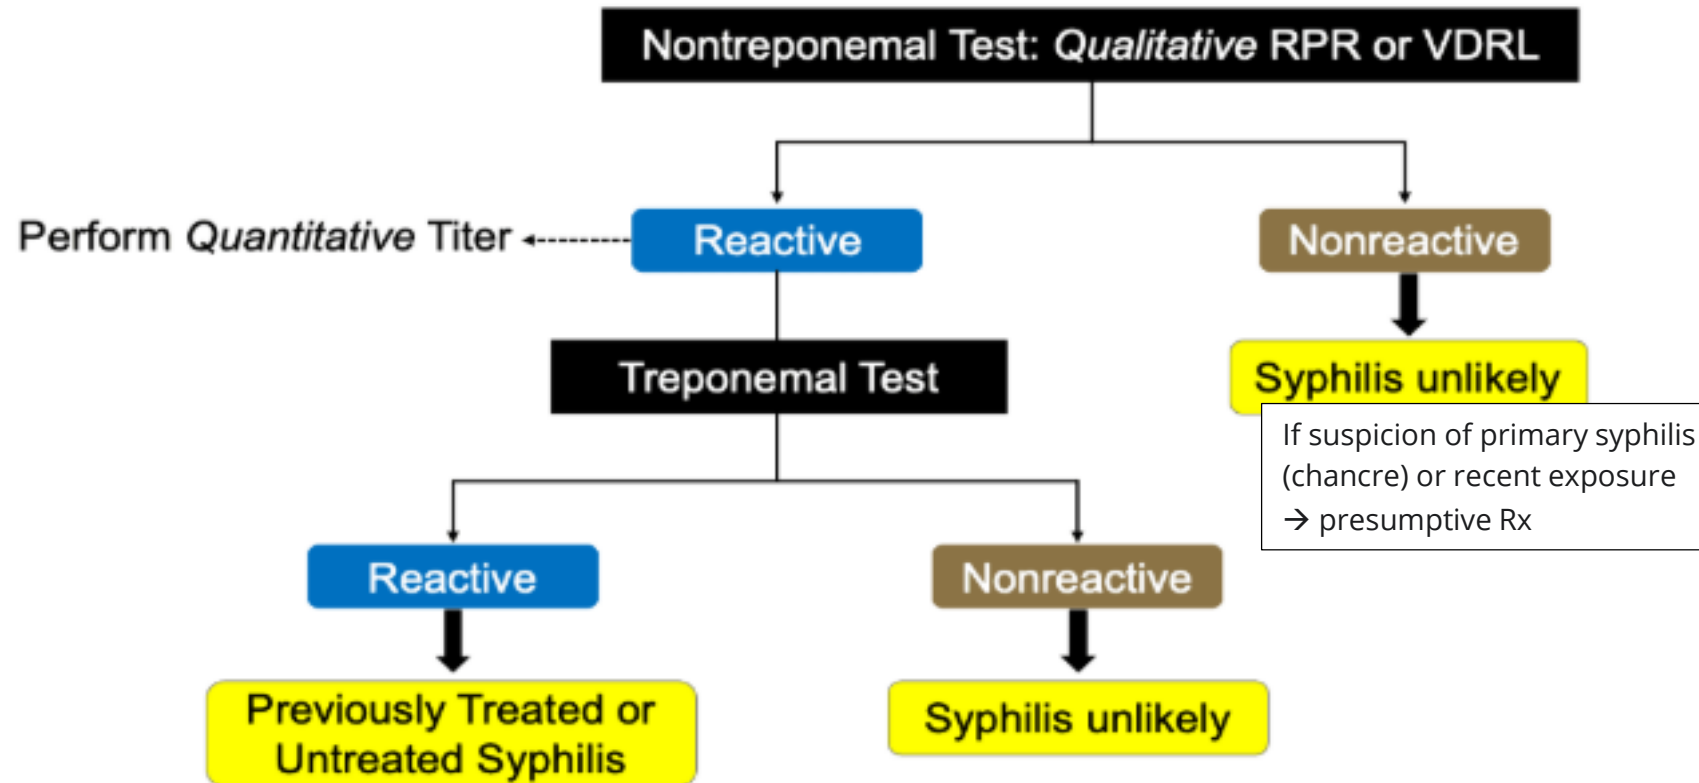 Nontreponemal Test: Qualitative RPR or VDRL
Perform Quantitative Titer
Reactive
Nonreactive
Treponemal Test
Syphilis unlikely
If suspicion of primary syphilis
(chancre) or recent exposure
→ presumptive Rx
Reactive
Nonreactive
Previously Treated or
Untreated Syphilis
Syphilis unlikely